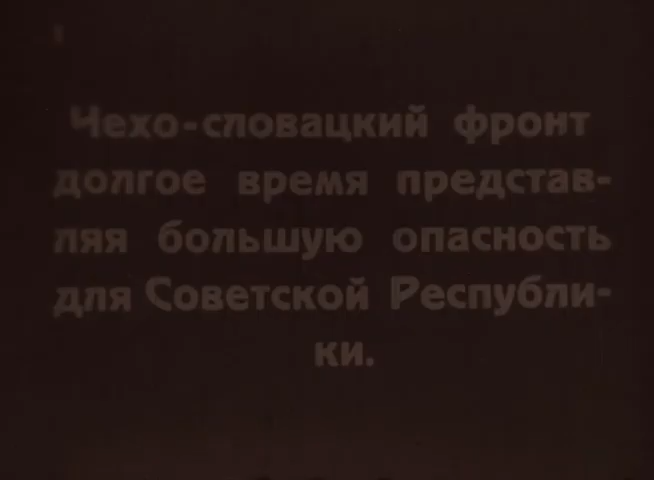 Чехо-словацкий фронт
долгое время представ-
ляя большую опасность
для Советской Республи-
ки.